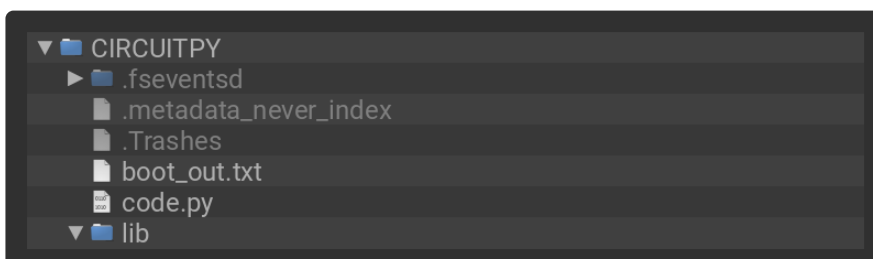 CIRCUITPY
.fseventsd
.metadata_never_index
.Trashes
boot_out.txt
code.py
lib